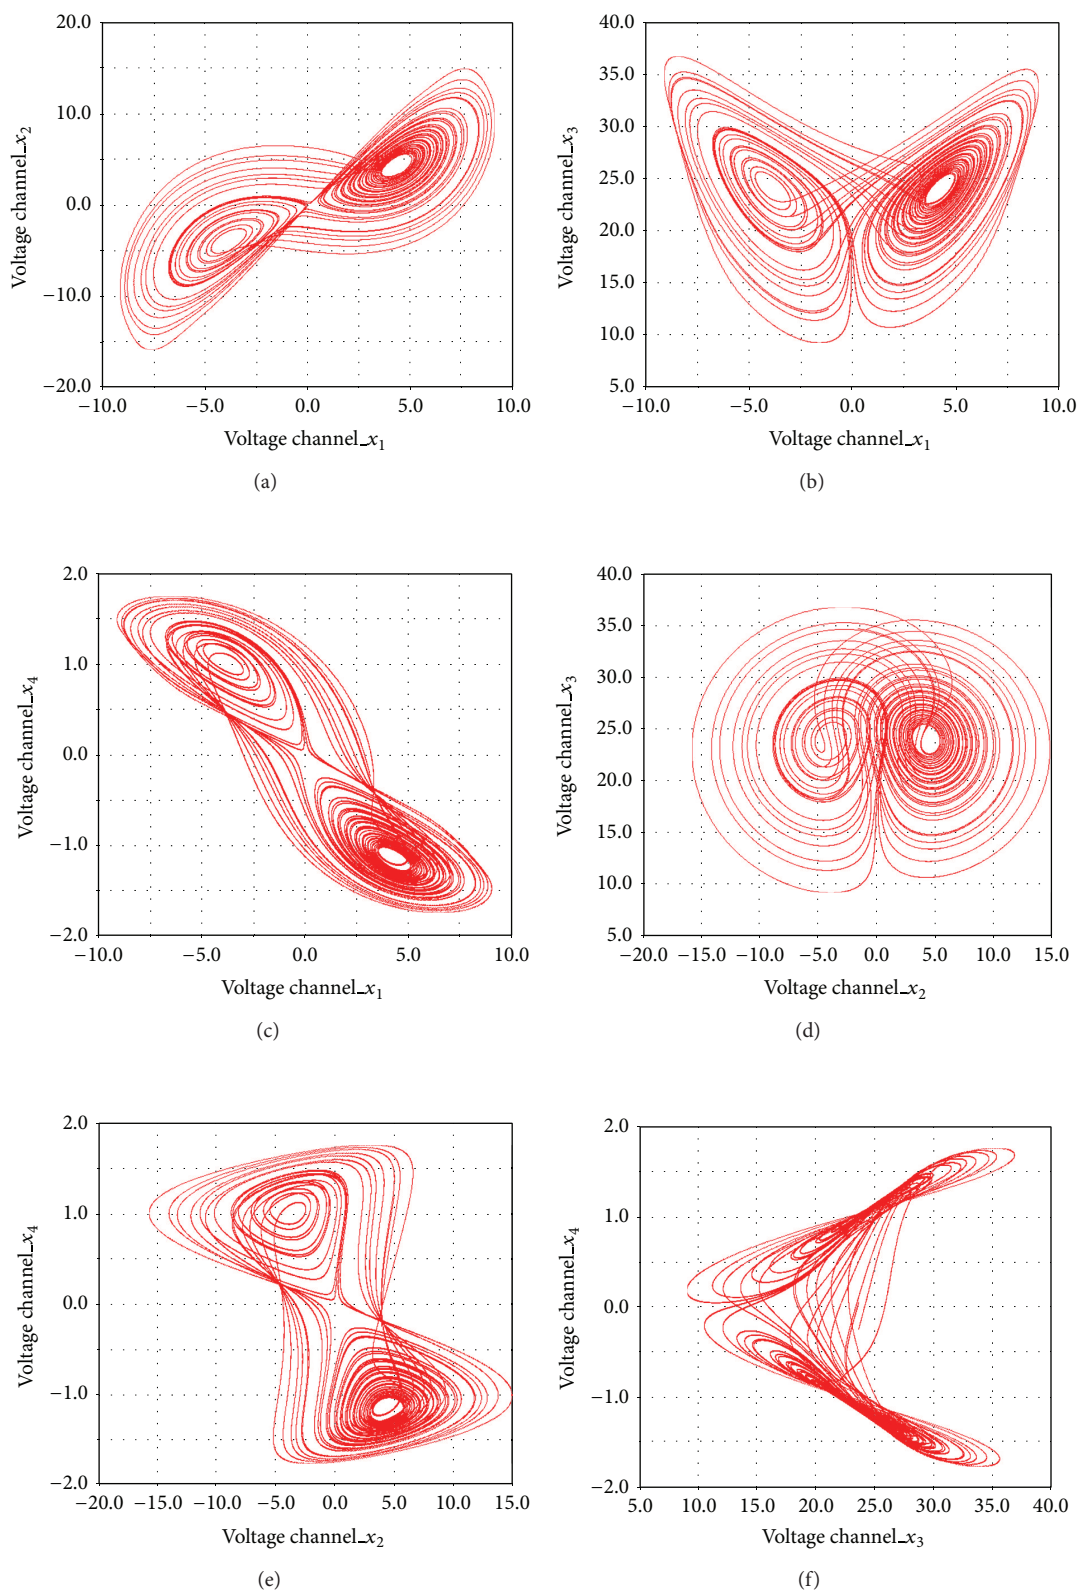 20.0
10.0
0.0
−10.0
−20.0
−10.0 −5.0 0.0 5.0 10.0
Voltage channel_x2
Voltage channel_x1
(a)
40.0
35.0
30.0
25.0
20.0
15.0
10.0
5.0
−10.0 −5.0 0.0 5.0 10.0
Voltage channel_x3
Voltage channel_x1
(b)
2.0
1.0
0.0
−1.0
−2.0
−10.0 −5.0 0.0 5.0 10.0
Voltage channel_x4
Voltage channel_x1
(c)
40.0
35.0
30.0
25.0
20.0
15.0
10.0
5.0
−20.0 −15.0 −10.0 −5.0 0.0 5.0 10.0 15.0
Voltage channel_x3
Voltage channel_x2
(d)
2.0
1.0
0.0
−1.0
−2.0
−20.0 −15.0 −10.0 −5.0 0.0 5.0 10.0 15.0
Voltage channel_x4
Voltage channel_x2
(e)
2.0
1.0
0.0
−1.0
−2.0
5.0 10.0 15.0 20.0 25.0 30.0 35.0 40.0
Voltage channel_x4
Voltage channel_x3
(f)